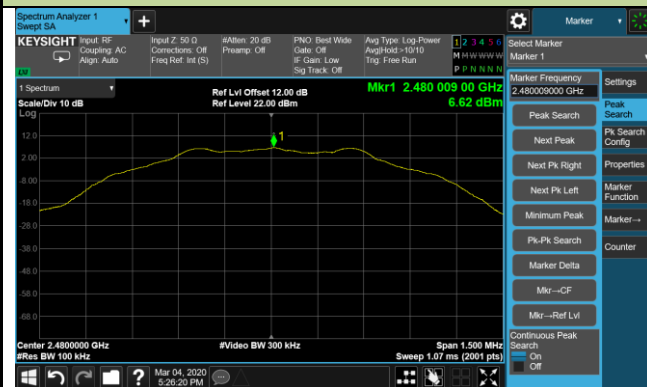 Spectrum Analyzer 1
Swept SA
+
Marker
KEYSIGHT
Input: RF
Coupling: AC
Align: Auto
Input Z: 50 Ω
Corrections: Off
Freq Ref: Int (S)
#Atten: 20 dB
Preamp: Off
PNO: Best Wide
Gate: Off
IF Gain: Low
Sig Track: Off
Avg Type: Log-Power
Avg|Hold:>10/10
Trig: Free Run
1 2 3 4 5 6
M M W W W W
P P N N N N
LXI
Select Marker
Marker 1
1 Spectrum
Scale/Div 10 dB
Log
Ref Lvl Offset 12.00 dB
Ref Level 22.00 dBm
Mkr1 2.480 009 00 GHz
6.62 dBm
12.0
2.00
-8.00
-18.0
-28.0
-38.0
-48.0
-58.0
-68.0
1
Center 2.4800000 GHz
#Res BW 100 kHz
#Video BW 300 kHz
Span 1.500 MHz
Sweep 1.07 ms (2001 pts)
Marker Frequency
2.480009000 GHz
Peak Search
Next Peak
Next Pk Right
Next Pk Left
Minimum Peak
Pk-Pk Search
Marker Delta
Mkr→CF
Mkr→Ref Lvl
Continuous Peak
Search
On
Off
Settings
Peak
Search
Pk Search
Config
Properties
Marker
Function
Marker→
Counter
?
Mar 04, 2020
5:26:20 PM